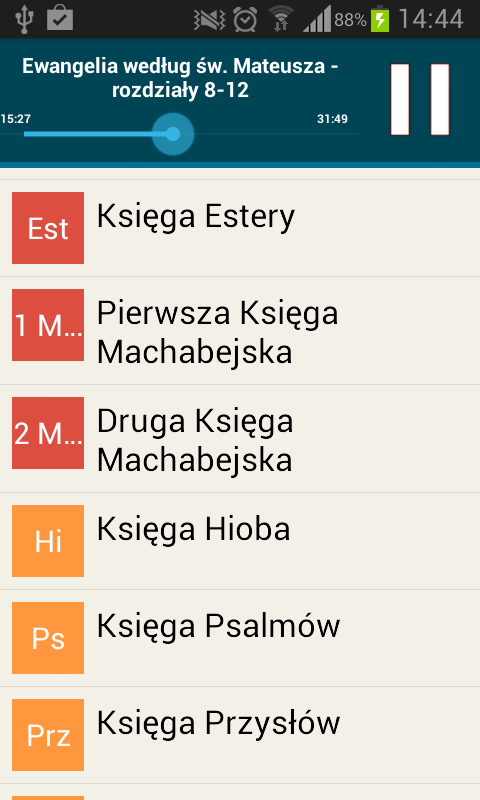 88% 14:44
Ewangelia według św. Mateusza -
rozdziały 8-12
15:27 31:49
Est Księga Estery
1 M... Pierwsza Księga
Machabejska
2 M... Druga Księga
Machabejska
Hi Księga Hioba
Ps Księga Psalmów
Prz Księga Przysłów